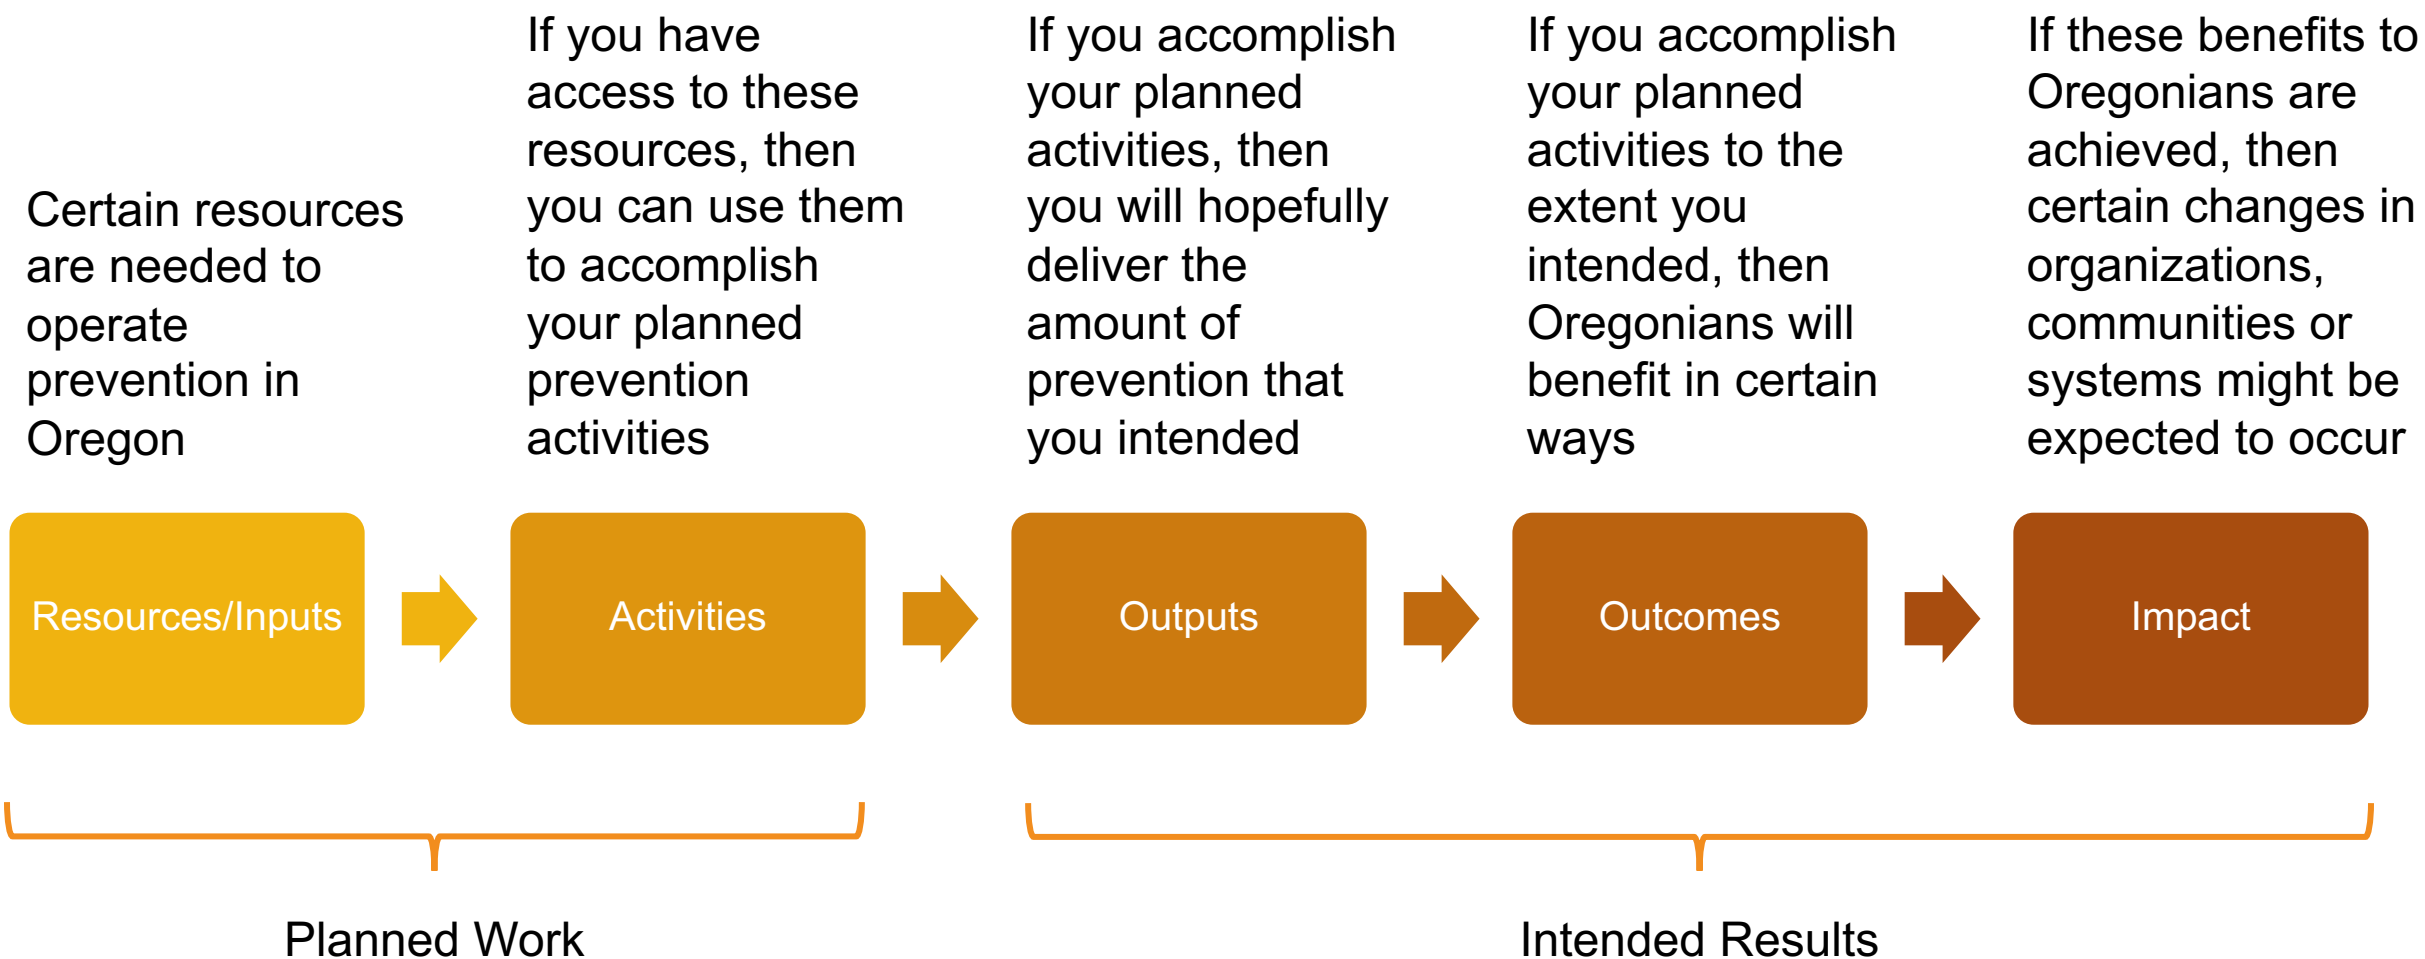 Certain resources
are needed to
operate
prevention in
Oregon
If you have
access to these
resources, then
you can use them
to accomplish
your planned
prevention
activities
If you accomplish
your planned
activities, then
you will hopefully
deliver the
amount of
prevention that
you intended
If you accomplish
your planned
activities to the
extent you
intended, then
Oregonians will
benefit in certain
ways
If these benefits to
Oregonians are
achieved, then
certain changes in
organizations,
communities or
systems might be
expected to occur
Resources/Inputs
Activities
Outputs
Outcomes
Impact
Planned Work
Intended Results